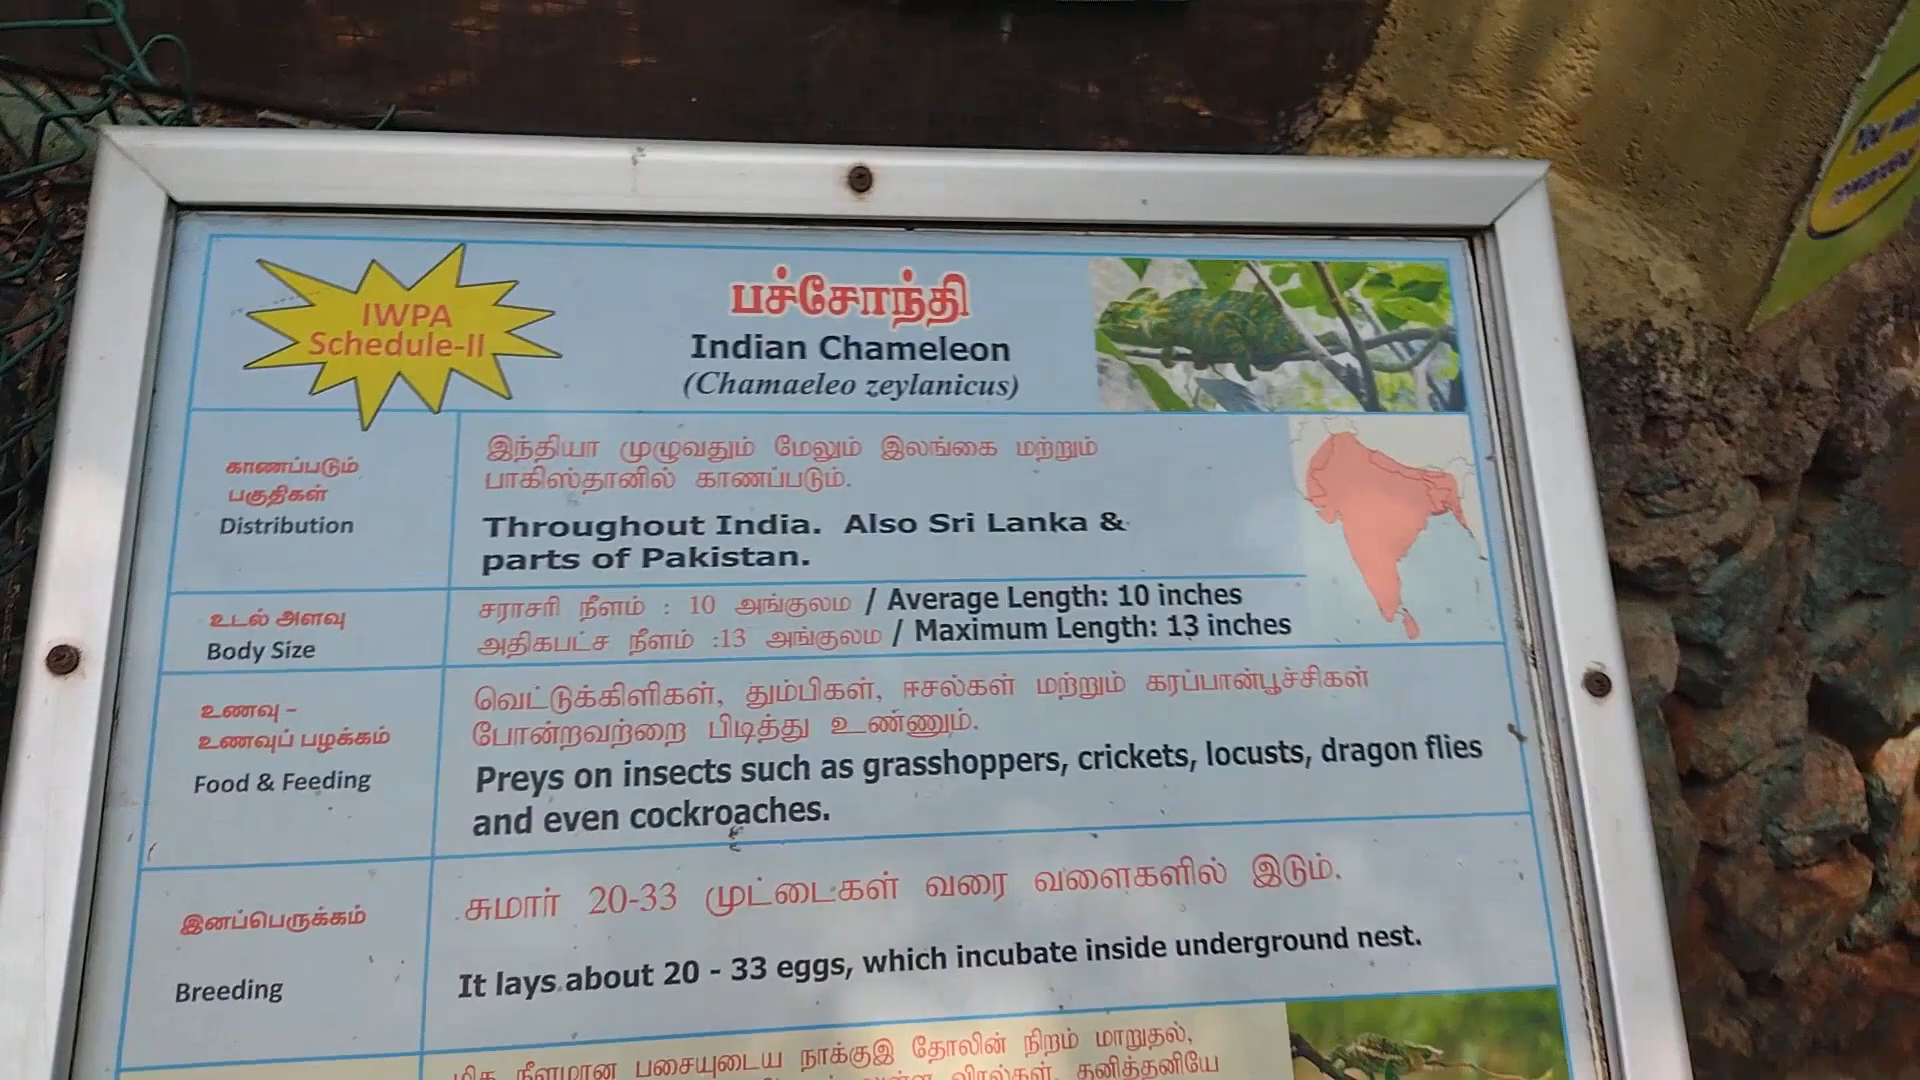 IWPA
Schedule-II
பச்சோந்தி
Indian Chameleon
(Chamaeleo zeylanicus)
காணப்படும்
பகுதிகள்
Distribution
இந்தியா முழுவதும் மேலும் இலங்கை மற்றும்
பாகிஸ்தானில் காணப்படும்.
Throughout India. Also Sri Lanka &
parts of Pakistan.
உடல் அளவு
Body Size
சராசரி நீளம் : 10 அங்குலம / Average Length: 10 inches
அதிகபட்ச நீளம் :13 அங்குலம / Maximum Length: 13 inches
உணவு –
உணவுப் பழக்கம்
Food & Feeding
வெட்டுக்கிளிகள், தும்பிகள், ஈசல்கள் மற்றும் கரப்பான்பூச்சிகள்
போன்றவற்றை பிடித்து உண்ணும்.
Preys on insects such as grasshoppers, crickets, locusts, dragon flies
and even cockroaches.
இனப்பெருக்கம்
Breeding
சுமார் 20-33 முட்டைகள் வரை வளைகளில் இடும்.
It lays about 20 - 33 eggs, which incubate inside underground nest.
மிக நீளமான பசையுடைய நாக்குஇ தோலின் நிறம் மாறுதல்,
விரல்கள், தனித்தனியே